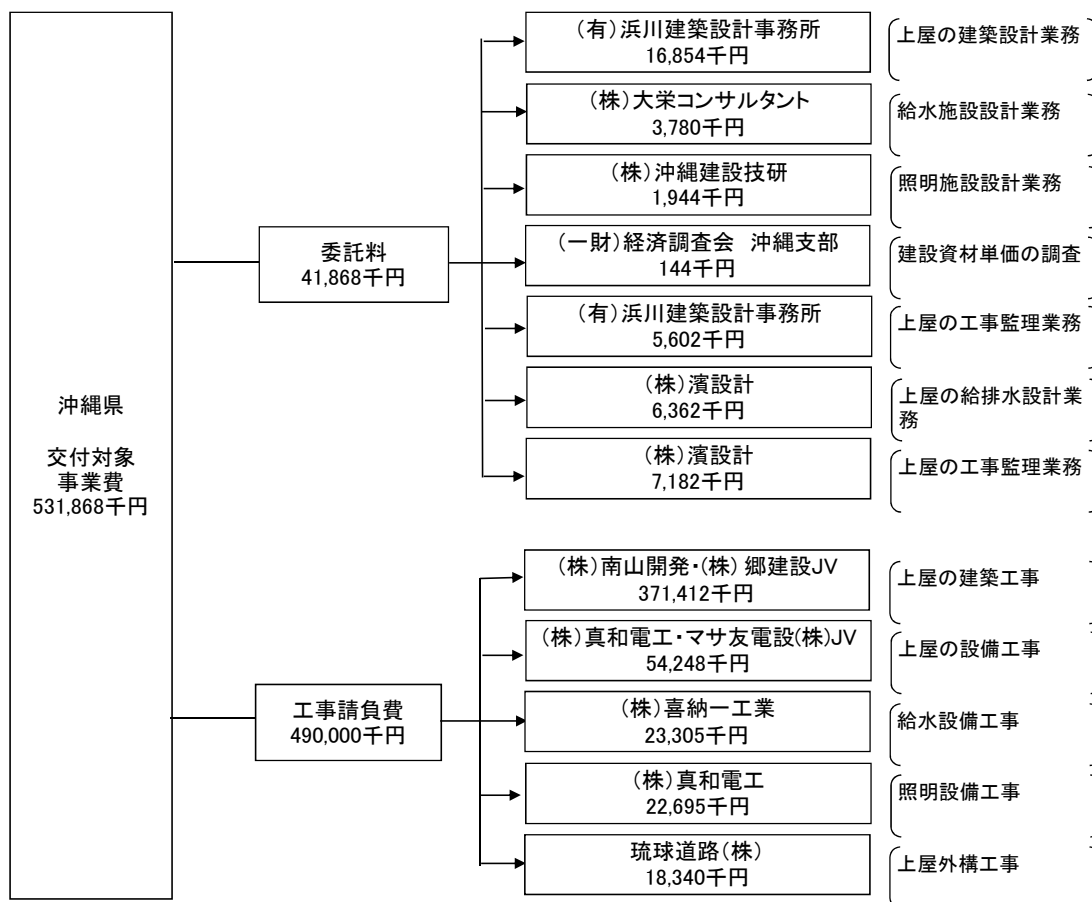 沖縄県
交付対象
事業費
531,868千円
委託料
41,868千円
(有)浜川建築設計事務所
16,854千円
上屋の建築設計業務
(株)大栄コンサルタント
3,780千円
給水施設設計業務
(株)沖縄建設技研
1,944千円
照明施設設計業務
(一財)経済調査会 沖縄支部
144千円
建設資材単価の調査
(有)浜川建築設計事務所
5,602千円
上屋の工事監理業務
(株)濱設計
6,362千円
上屋の給排水設計業
務
(株)濱設計
7,182千円
上屋の工事監理業務
工事請負費
490,000千円
(株)南山開発・(株)郷建設JV
371,412千円
上屋の建築工事
(株)真和電工・マサ友電設(株)JV
54,248千円
上屋の設備工事
(株)喜納一工業
23,305千円
給水設備工事
(株)真和電工
22,695千円
照明設備工事
琉球道路(株)
18,340千円
上屋外構工事